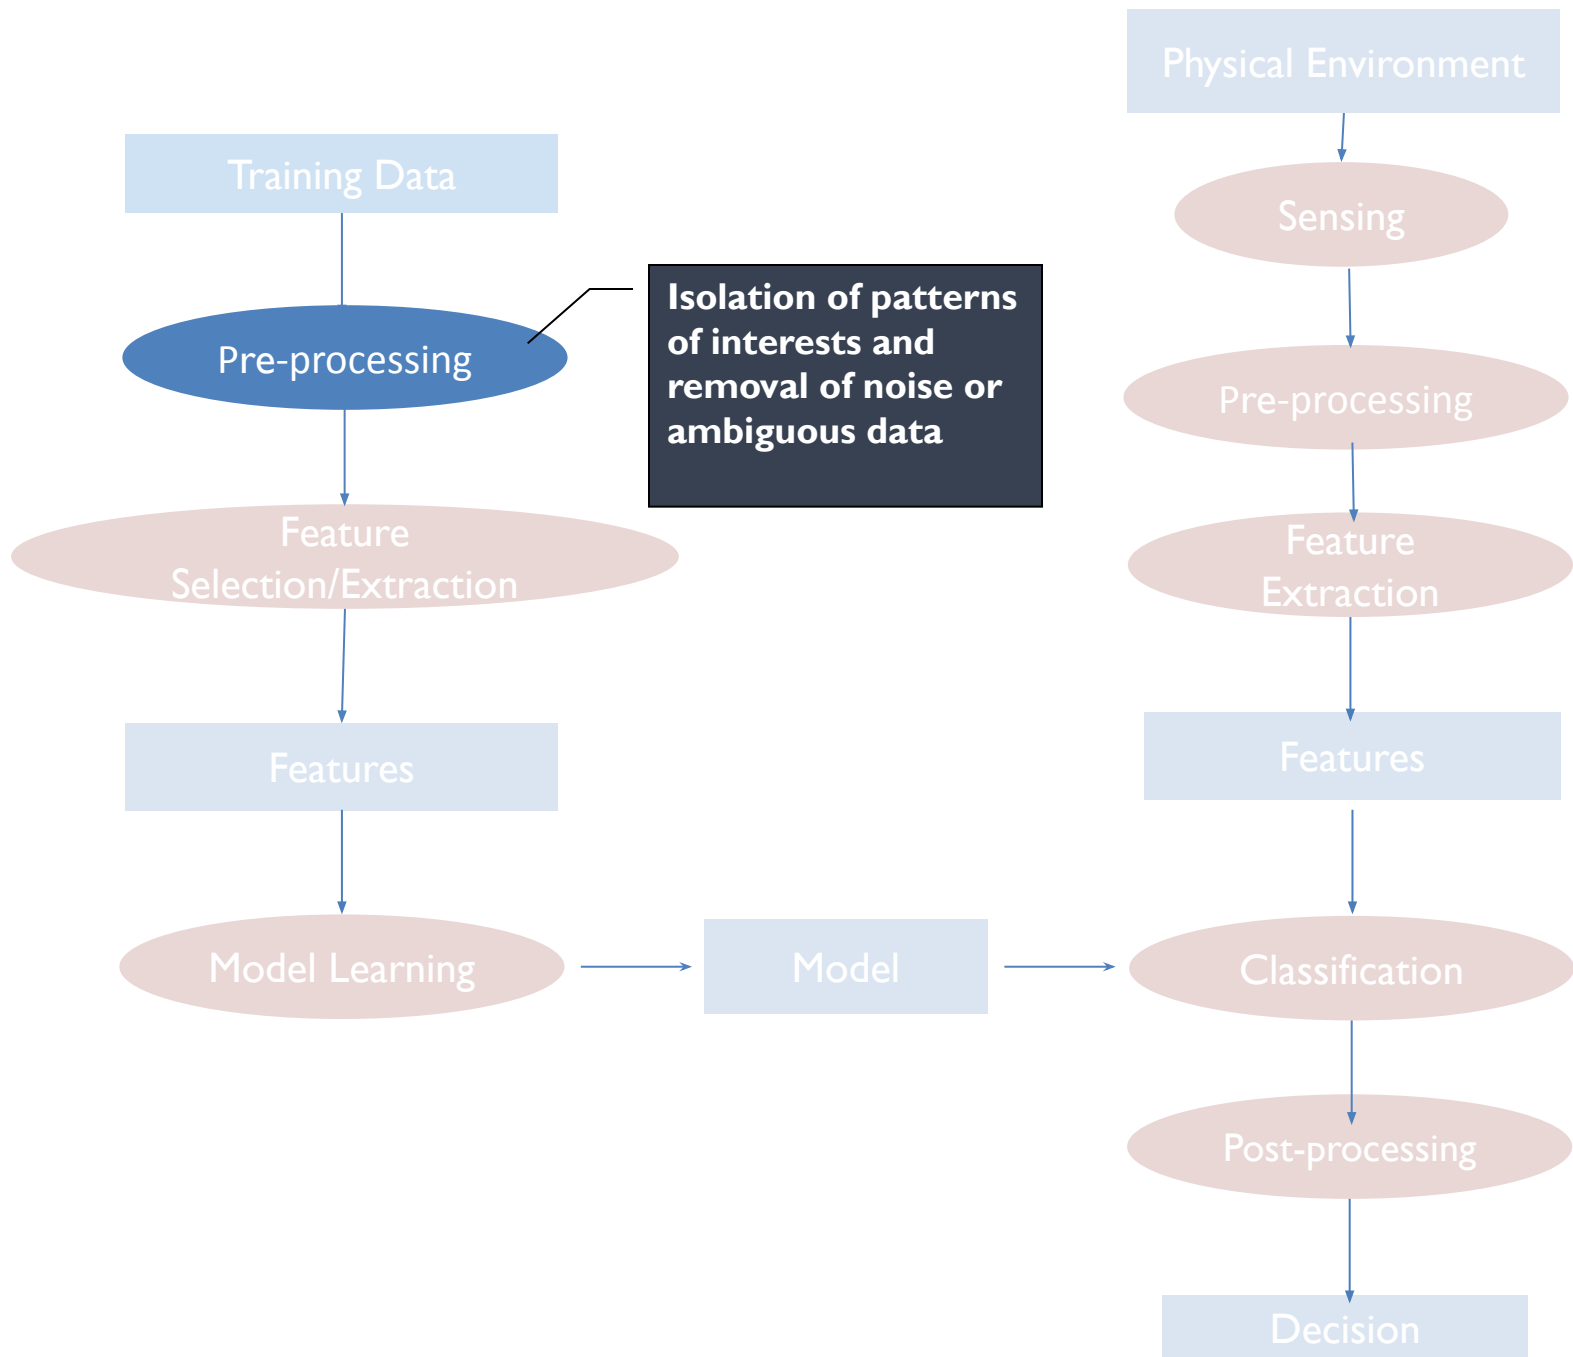 Physical Environment
Training Data
Sensing
Isolation of patterns
of interests and
removal of noise or
ambiguous data
Pre-processing
Pre-processing
Feature
Selection/Extraction
Feature
Extraction
Features
Features
Model Learning
Model
Classification
Post-processing
Decision